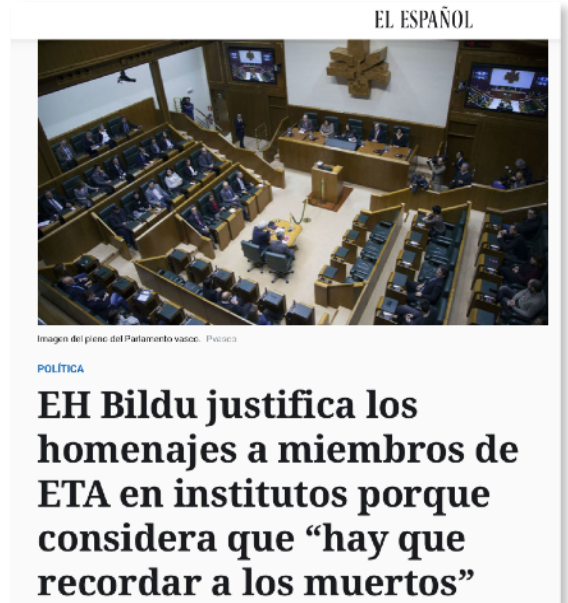 EL ESPAÑOL
Imagen del pleno del Parlamento vasco. Pvasco
POLÍTICA
EH Bildu justifica los
homenajes a miembros de
ETA en institutos porque
considera que “hay que
recordar a los muertos”